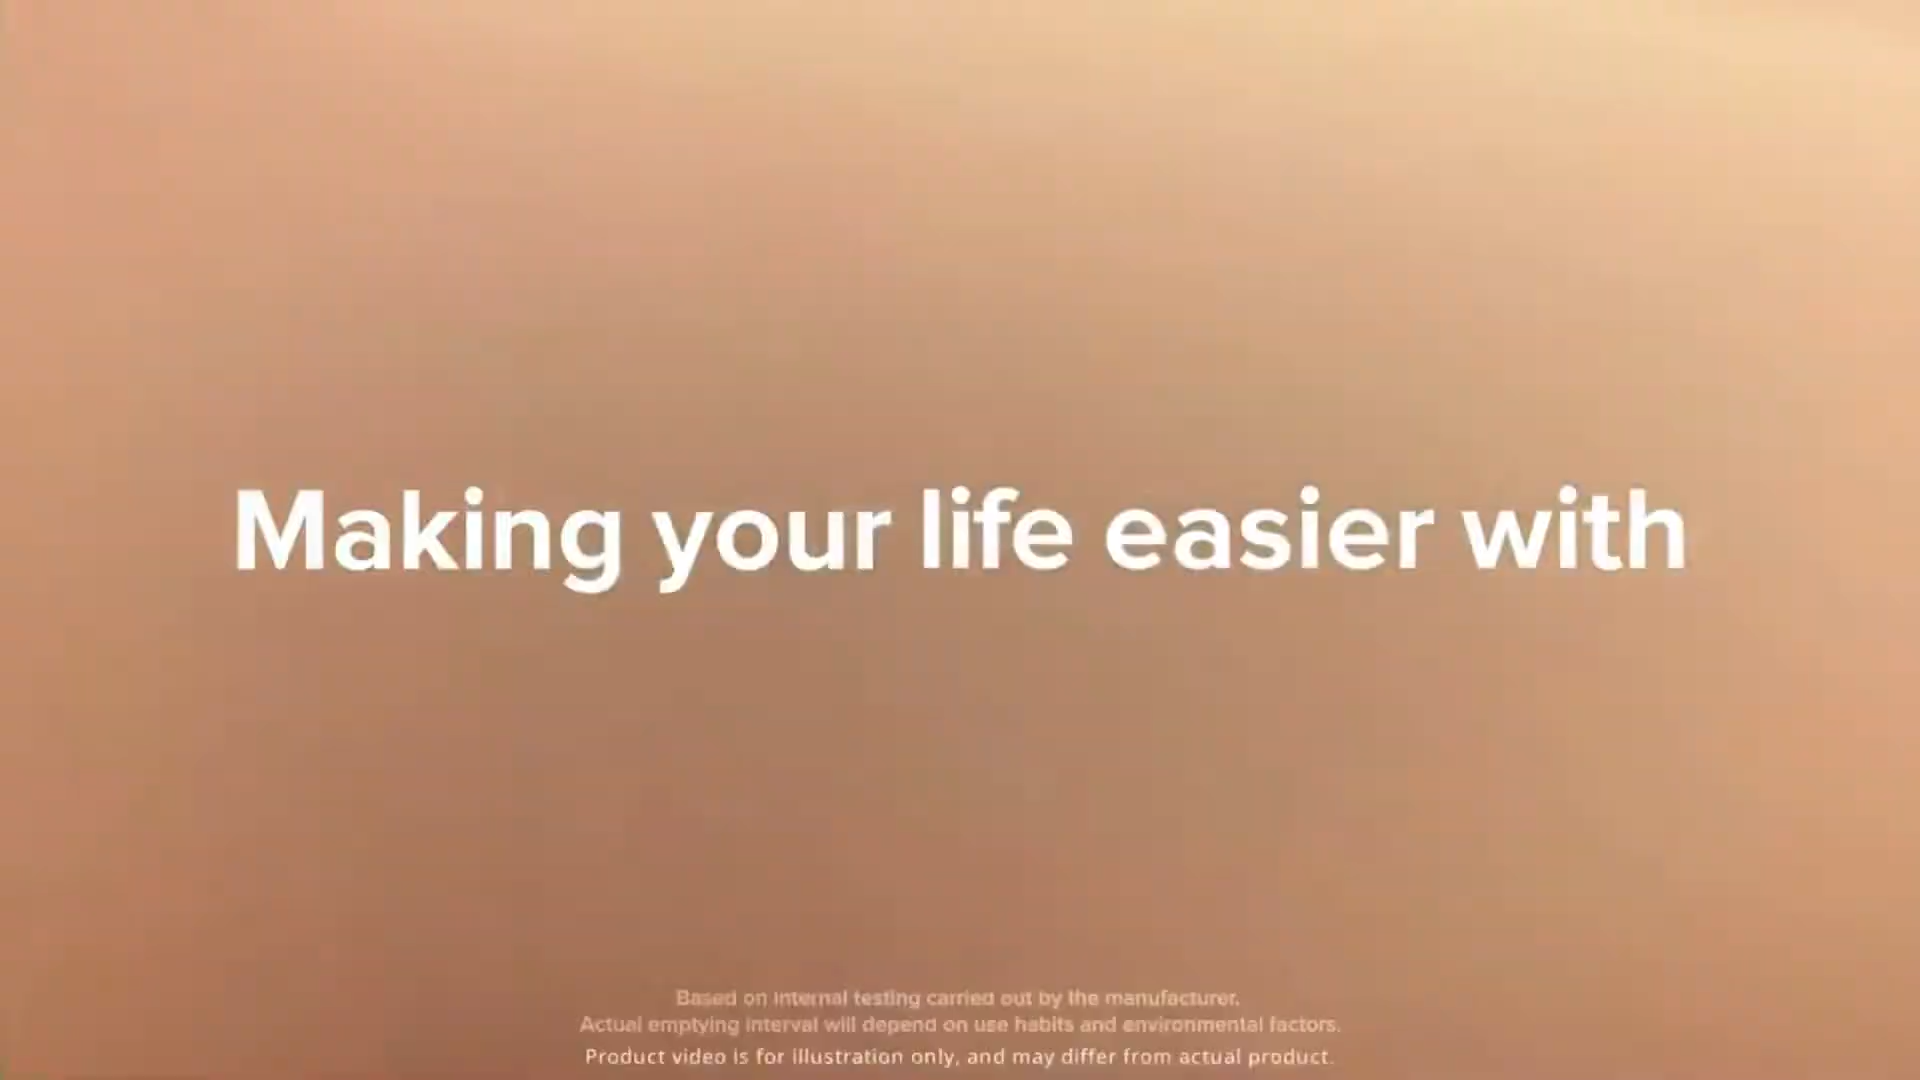 Making your life easier with
Based on internal testing carried out by the manufacturer.
Actual emptying interval will depend on use habits and environmental factors.
Product video is for illustration only, and may differ from actual product.